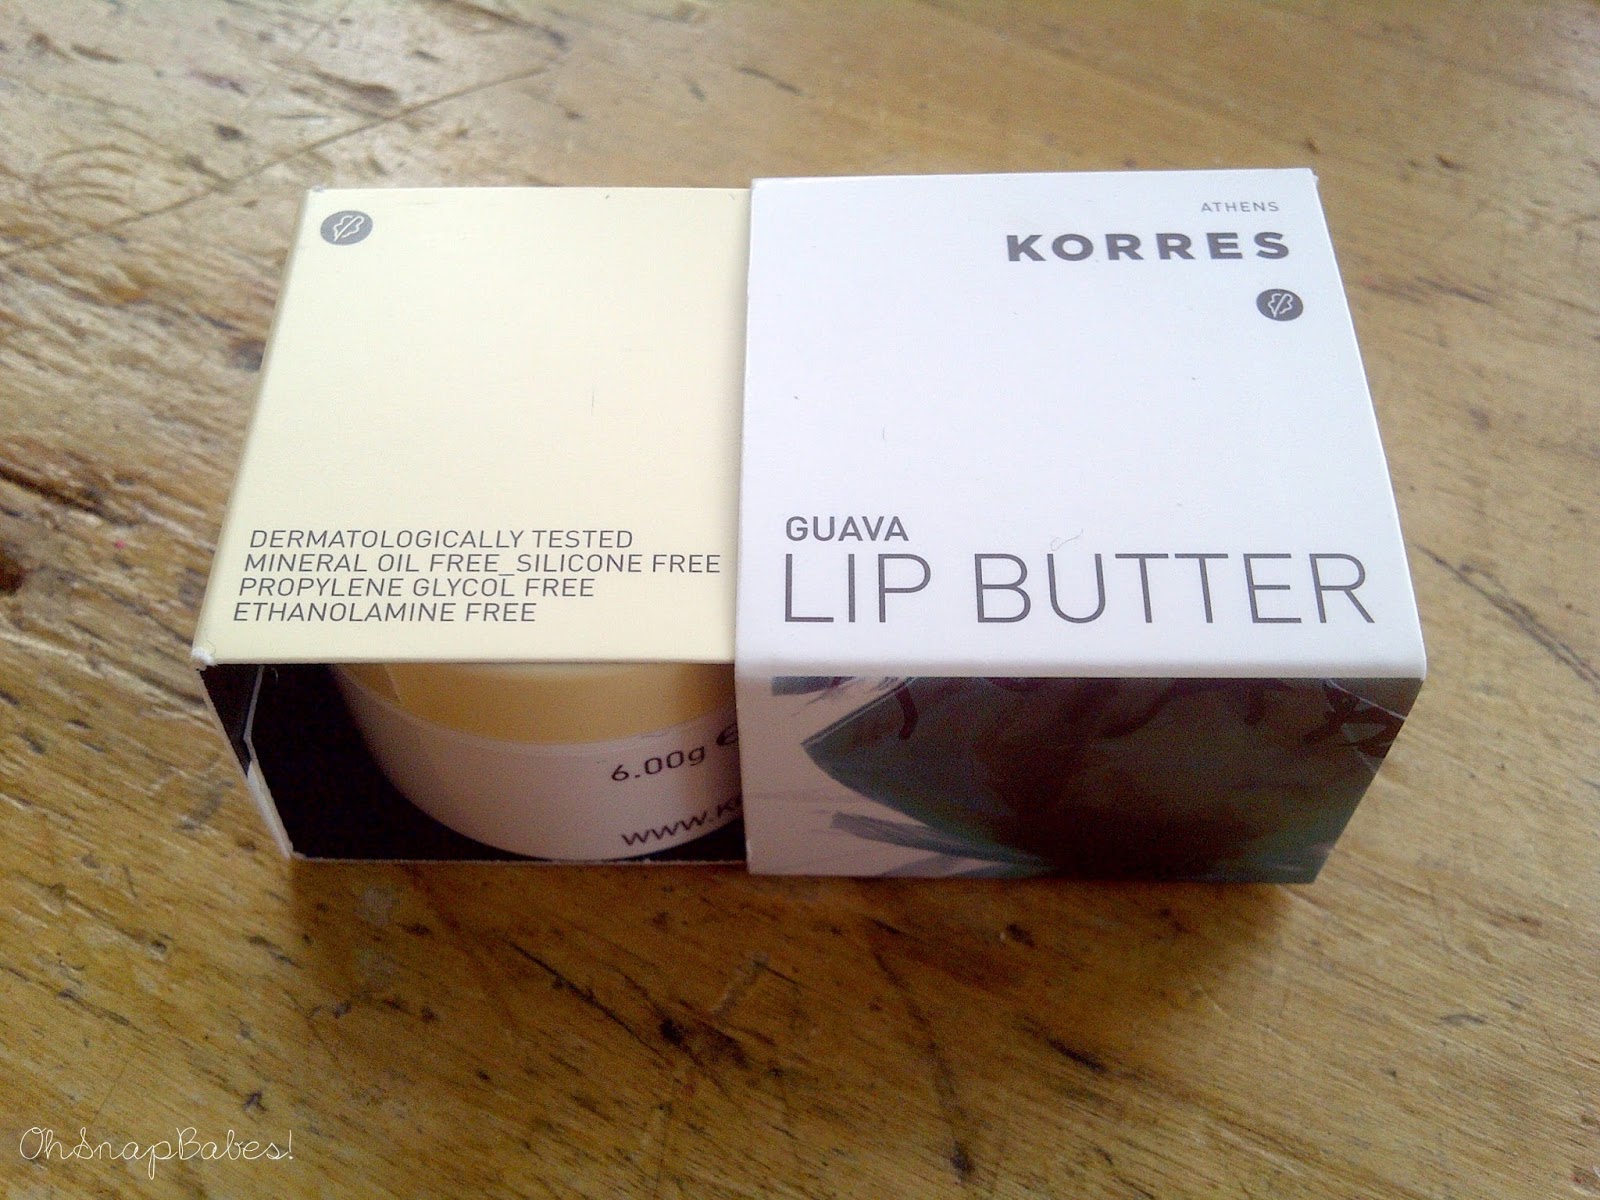 DERMATOLOGICALLY TESTED
MINERAL OIL FREE_SILICONE FREE
PROPYLENE GLYCOL FREE
ETHANOLAMINE FREE
6.00g
ATHENS
KORRES
GUAVA
LIP BUTTER
OhSnapBabes!